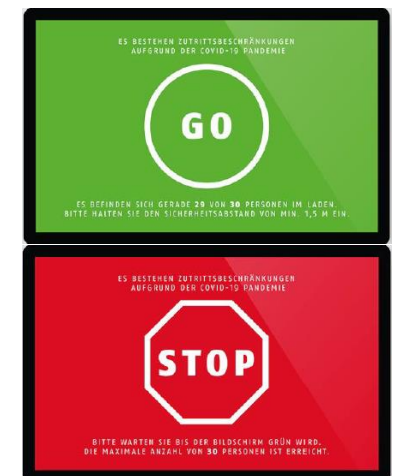 ES BESTEHEN ZUTRITTSBESCHRÄNKUNGEN
AUFGRUND DER COVID-19 PANDEMIE
GO
ES BEFINDEN SICH GERADE 29 VON 30 PERSONEN IM LADEN.
BITTE HALTEN SIE DEN SICHERHEITSABSTAND VON MIN. 1,5 M EIN.
ES BESTEHEN ZUTRITTSBESCHRÄNKUNGEN
AUFGRUND DER COVID-19 PANDEMIE
STOP
BITTE WARTEN SIE BIS DER BILDSCHIRM GRÜN WIRD.
DIE MAXIMALE ANZAHL VON 30 PERSONEN IST ERREICHT.